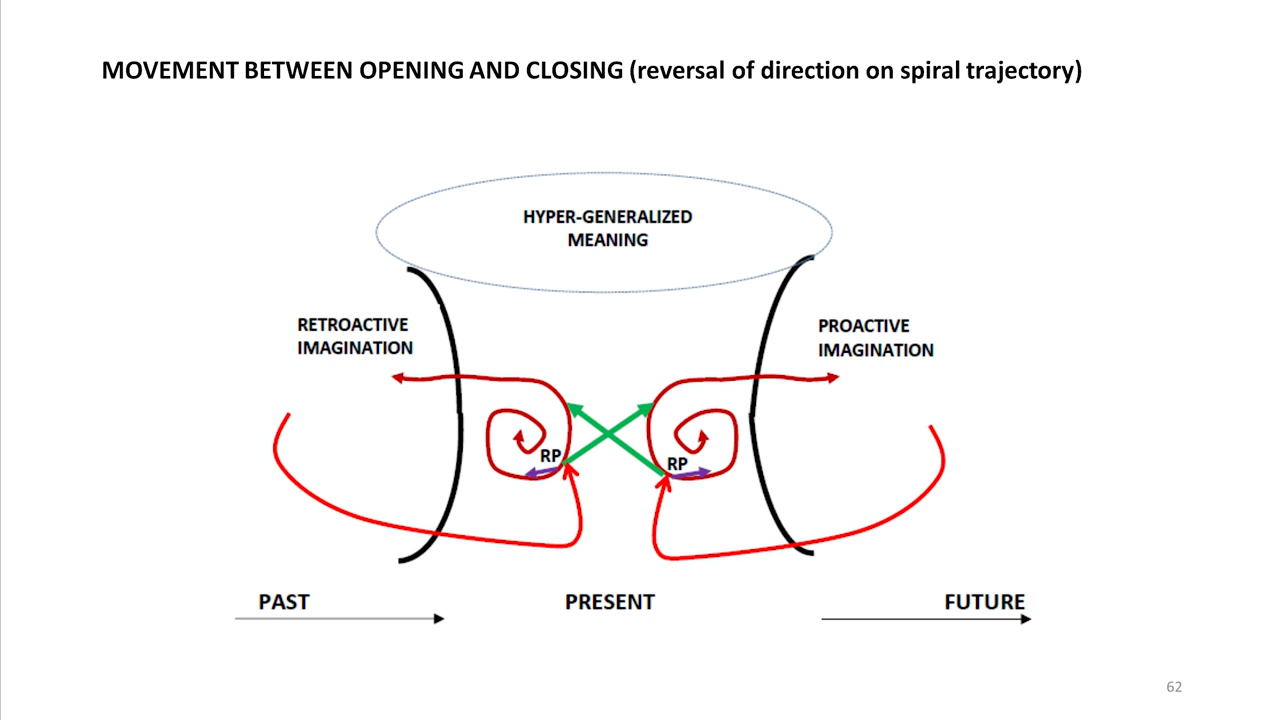 MOVEMENT BETWEEN OPENING AND CLOSING (reversal of direction on spiral trajectory)
HYPER-GENERALIZED
MEANING
RETROACTIVE
IMAGINATION
PROACTIVE
IMAGINATION
RP
RP
PAST
PRESENT
FUTURE
62